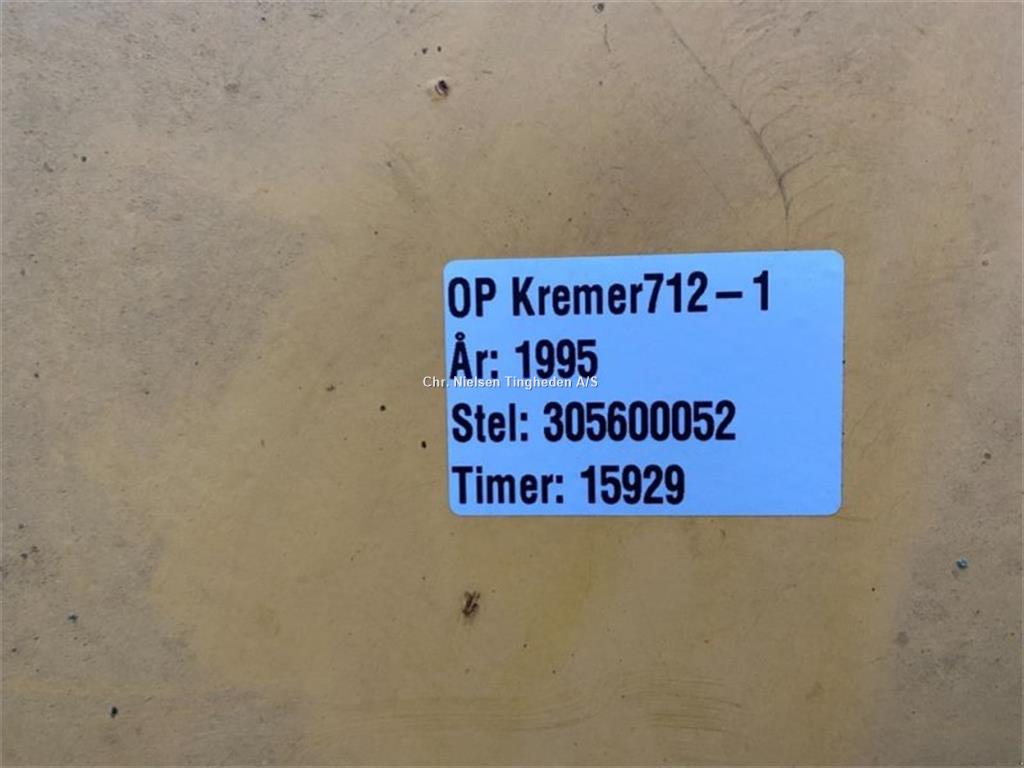 OP Kremer712 – 1
År: 1995
Chr. Nielsen Tingheden A/S
Stel: 305600052
Timer: 15929